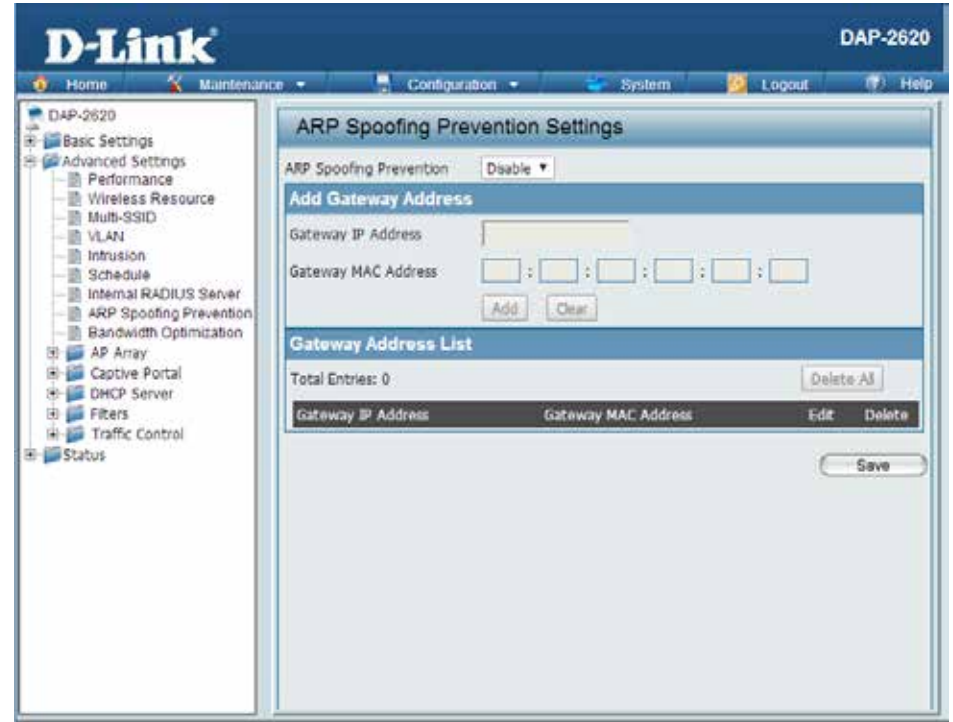 D-Link
DAP-2620
Home Maintenance Configuration System Logout Help
DAP-2620
Basic Settings
Advanced Settings
Performance
Wireless Resource
Multi-SSID
VLAN
Intrusion
Schedule
Internal RADIUS Server
ARP Spoofing Prevention
Bandwidth Optimization
AP Array
Captive Portal
DHCP Server
Filters
Traffic Control
Status
ARP Spoofing Prevention Settings
ARP Spoofing Prevention Disable
Add Gateway Address
Gateway IP Address
Gateway MAC Address : : : : :
Add Clear
Gateway Address List
Total Entries: 0 Delete All
Gateway IP Address Gateway MAC Address Edit Delete
Save